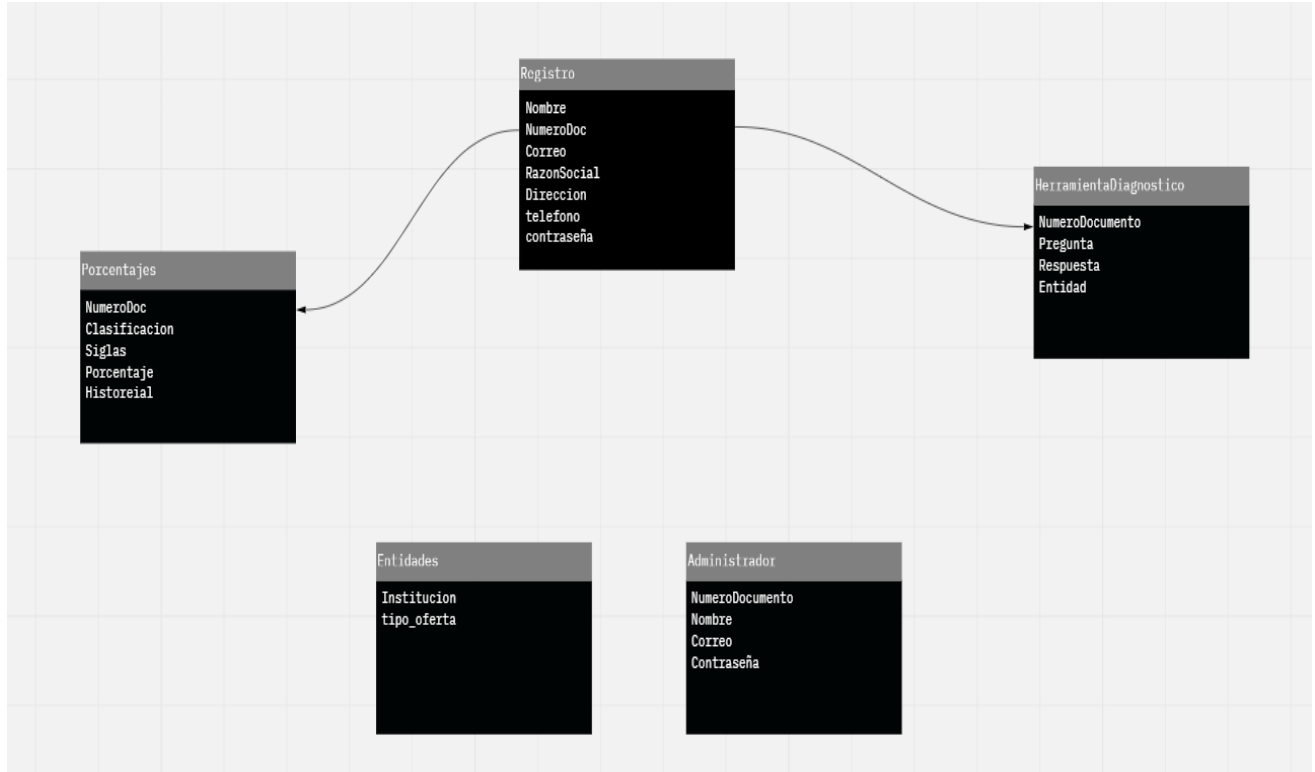 Registro
Nombre
NumeroDoc
Correo
RazonSocial
Direccion
telefono
contraseña
HerramientaDiagnostico
NumeroDocumento
Pregunta
Respuesta
Entidad
Porcentajes
NumeroDoc
Clasificacion
Siglas
Porcentaje
Historeial
Entidades
Institucion
tipo_oferta
Administrador
NumeroDocumento
Nombre
Correo
Contraseña